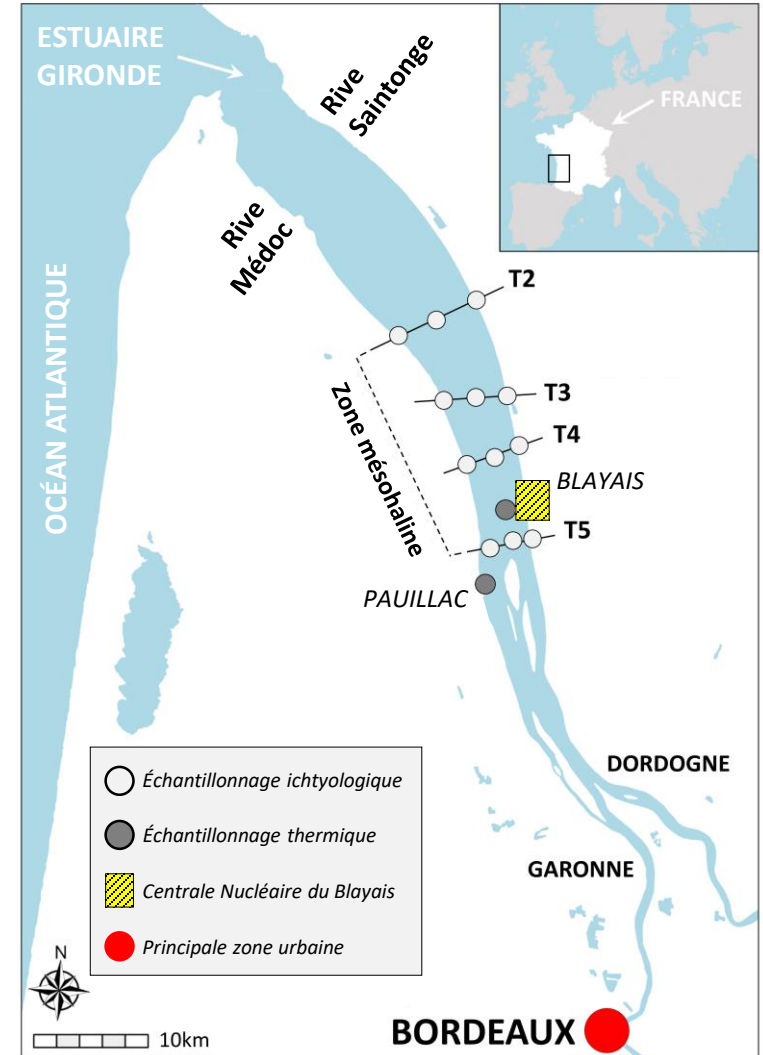 ESTUAIRE
GIRONDE
Rive
Saintonge
FRANCE
Rive
Médoc
OCÉAN ATLANTIQUE
T2
T3
T4
Zone mésohaline
BLAYAIS
T5
PAUILLAC
DORDOGNE
GARONNE
Échantillonnage ichtyologique
Échantillonnage thermique
Centrale Nucléaire du Blayais
Principale zone urbaine
N
10km
BORDEAUX